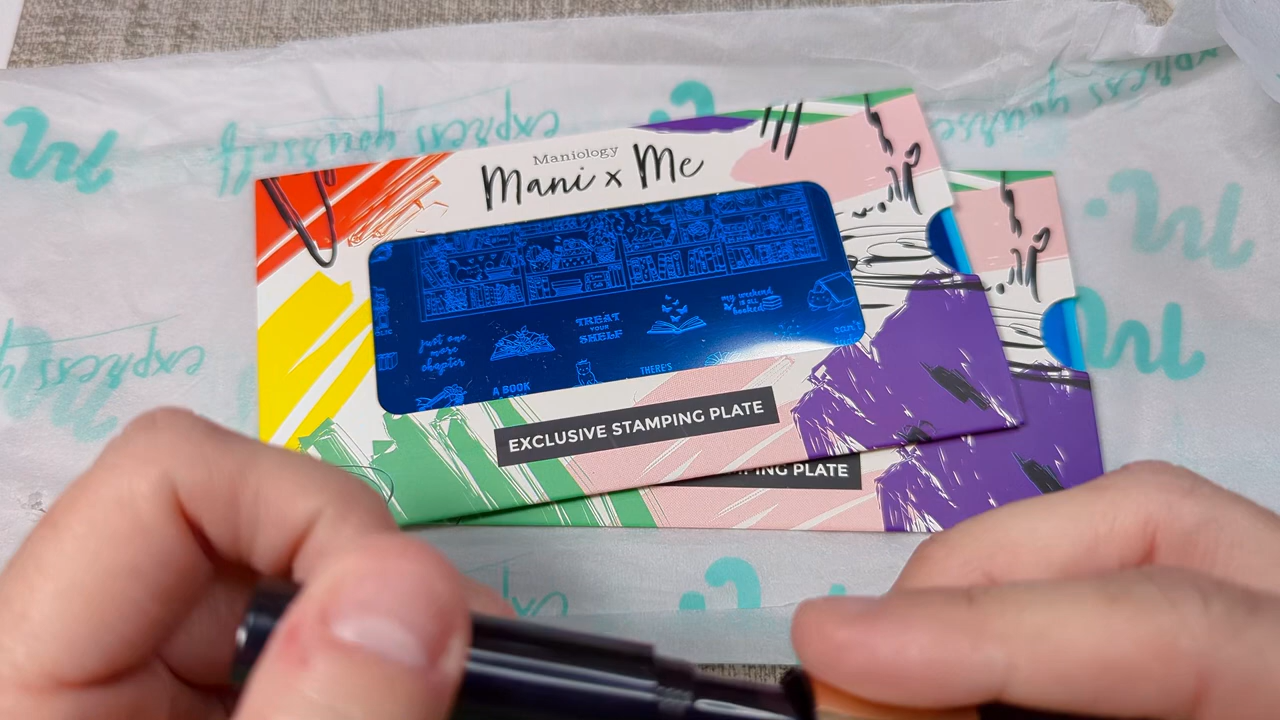 express yourself.
express yourself.
Maniology
Mani x Me
my weekend
is all
booked
TREAT
YOUR
SHELF
just one
more
chapter
can't
THERE'S
A BOOK
EXCLUSIVE STAMPING PLATE
PING PLATE
express y